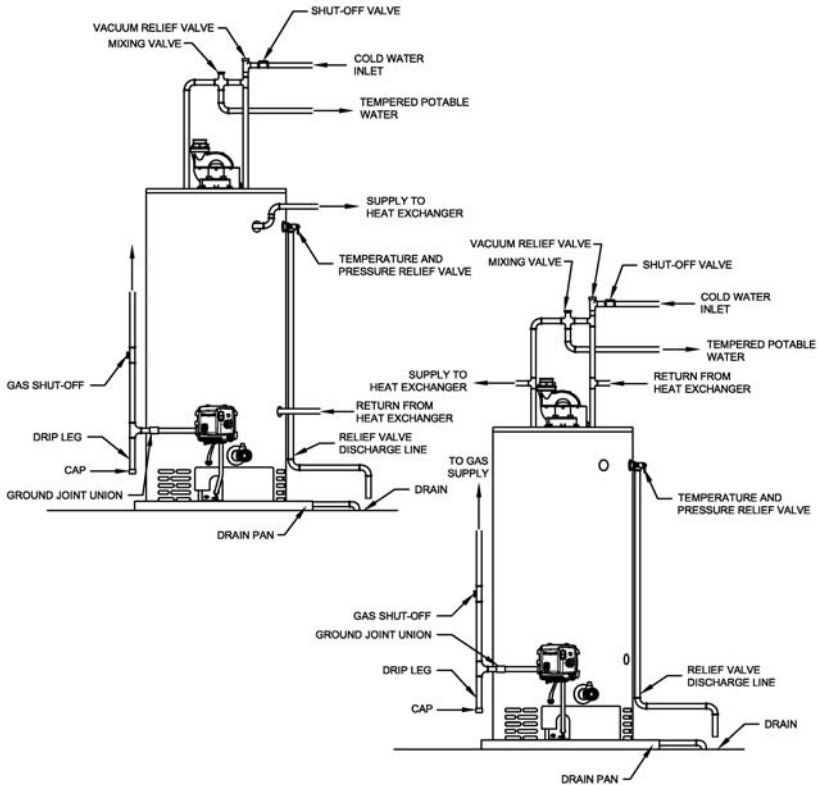 SHUT-OFF VALVE
VACUUM RELIEF VALVE
MIXING VALVE
COLD WATER
INLET
TEMPERED POTABLE
WATER
SUPPLY TO
HEAT EXCHANGER
TEMPERATURE AND
PRESSURE RELIEF VALVE
GAS SHUT-OFF
RETURN FROM
HEAT EXCHANGER
DRIP LEG
RELIEF VALVE
DISCHARGE LINE
CAP
GROUND JOINT UNION
DRAIN
DRAIN PAN
VACUUM RELIEF VALVE
MIXING VALVE
SHUT-OFF VALVE
COLD WATER
INLET
TEMPERED POTABLE
WATER
SUPPLY TO
HEAT EXCHANGER
RETURN FROM
HEAT EXCHANGER
TO GAS
SUPPLY
TEMPERATURE AND
PRESSURE RELIEF VALVE
GAS SHUT-OFF
GROUND JOINT UNION
DRIP LEG
RELIEF VALVE
DISCHARGE LINE
CAP
DRAIN
DRAIN PAN